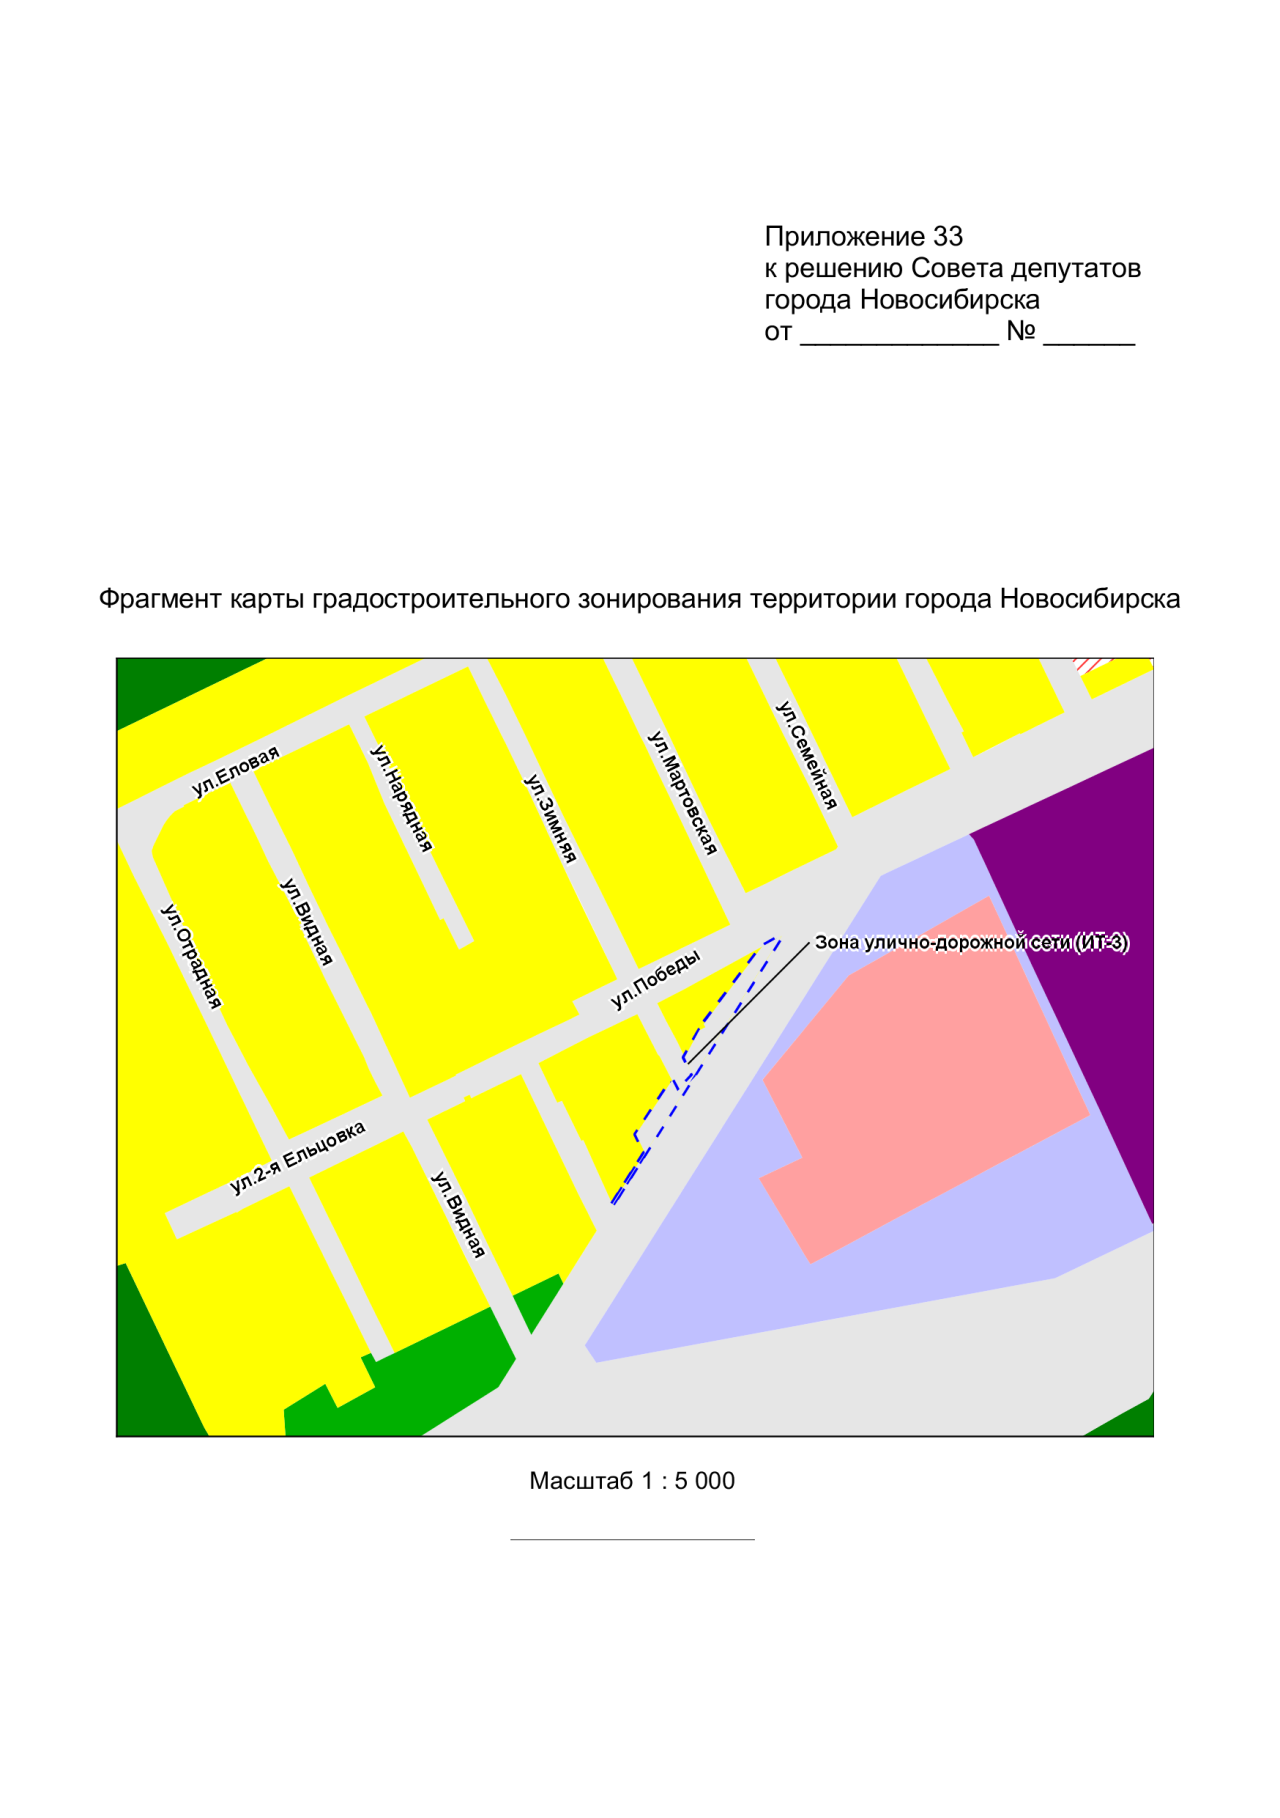 Приложение 33
к решению Совета депутатов
города Новосибирска
от _____________ № ______
Фрагмент карты градостроительного зонирования территории города Новосибирска
ул.Еловая
ул.Нарядная
ул.Зимняя
ул.Мартовская
ул.Семейная
ул.Отрадная
ул.Видная
ул.Победы
Зона улично-дорожной сети (ИТ-3)
ул.2-я Ельцовка
ул.Видная
Масштаб 1 : 5 000